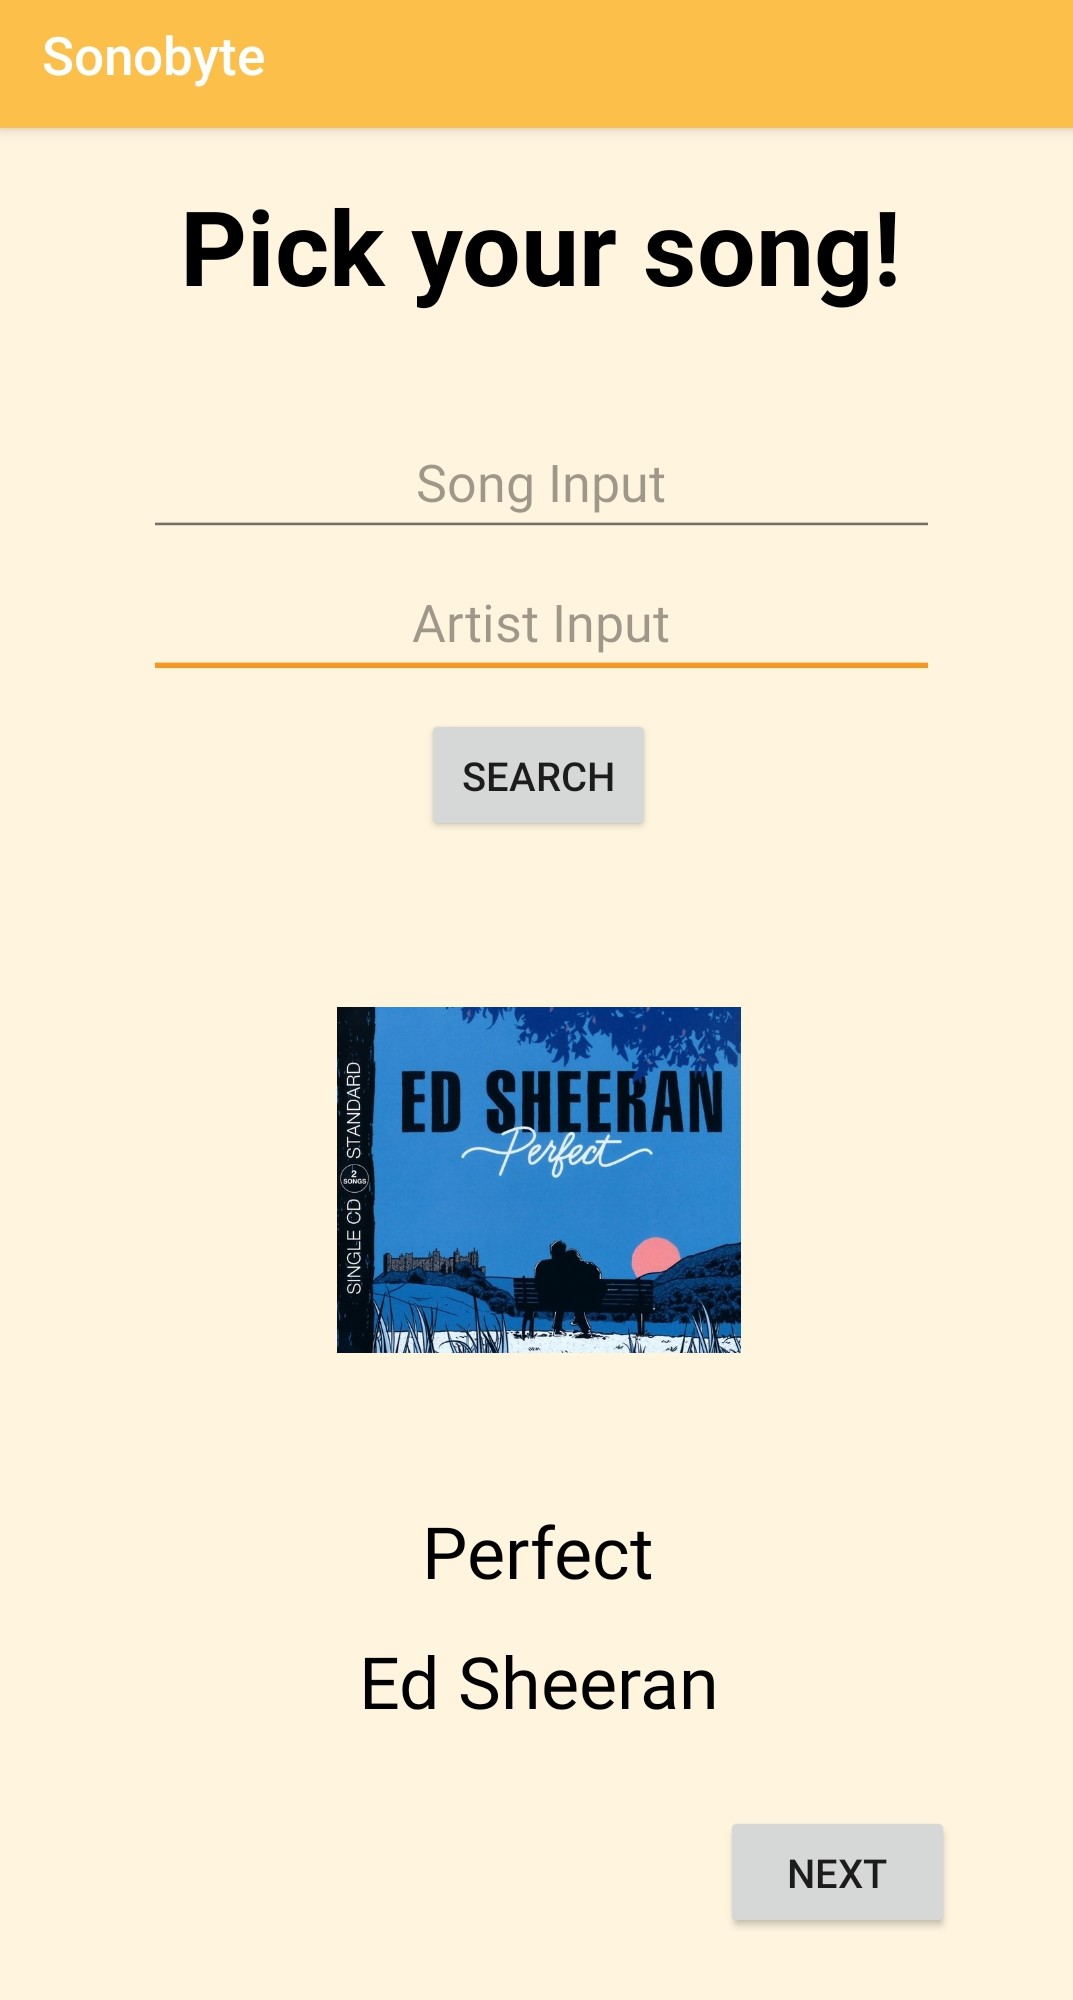 Sonobyte
Pick your song!
Song Input
Artist Input
SEARCH
SINGLE CD 2 SONGS STANDARD
ED SHEERAN
Perfect
Perfect
Ed Sheeran
NEXT